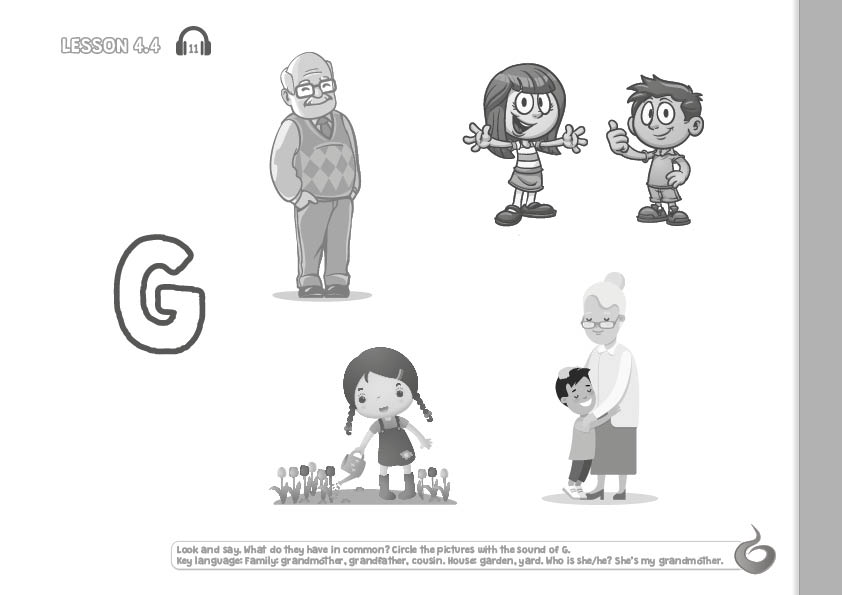 LESSON 4.4
11
G
Look and say. What do they have in common? Circle the pictures with the sound of G.
Key language: Family: grandmother, grandfather, cousin. House: garden, yard. Who is she/he? She's my grandmother.